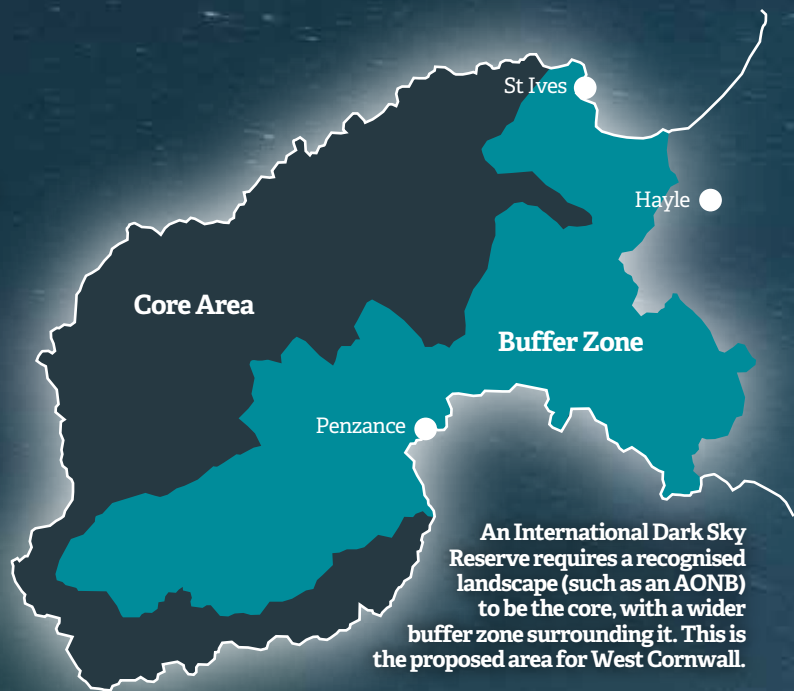 St Ives
Hayle
Core Area
Buffer Zone
Penzance
An International Dark Sky
Reserve requires a recognised
landscape (such as an AONB)
to be the core, with a wider
buffer zone surrounding it. This is
the proposed area for West Cornwall.